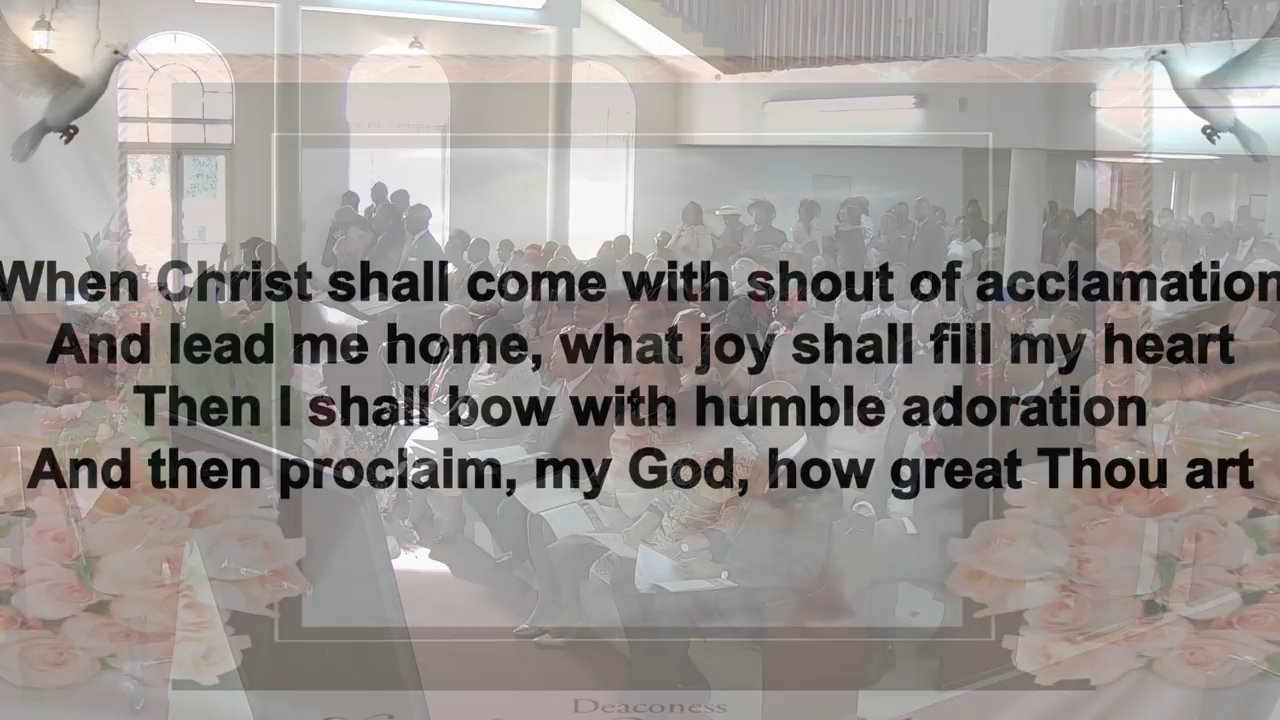 When Christ shall come with shout of acclamation
And lead me home, what joy shall fill my heart
Then I shall bow with humble adoration
And then proclaim, my God, how great Thou art
Deaconess